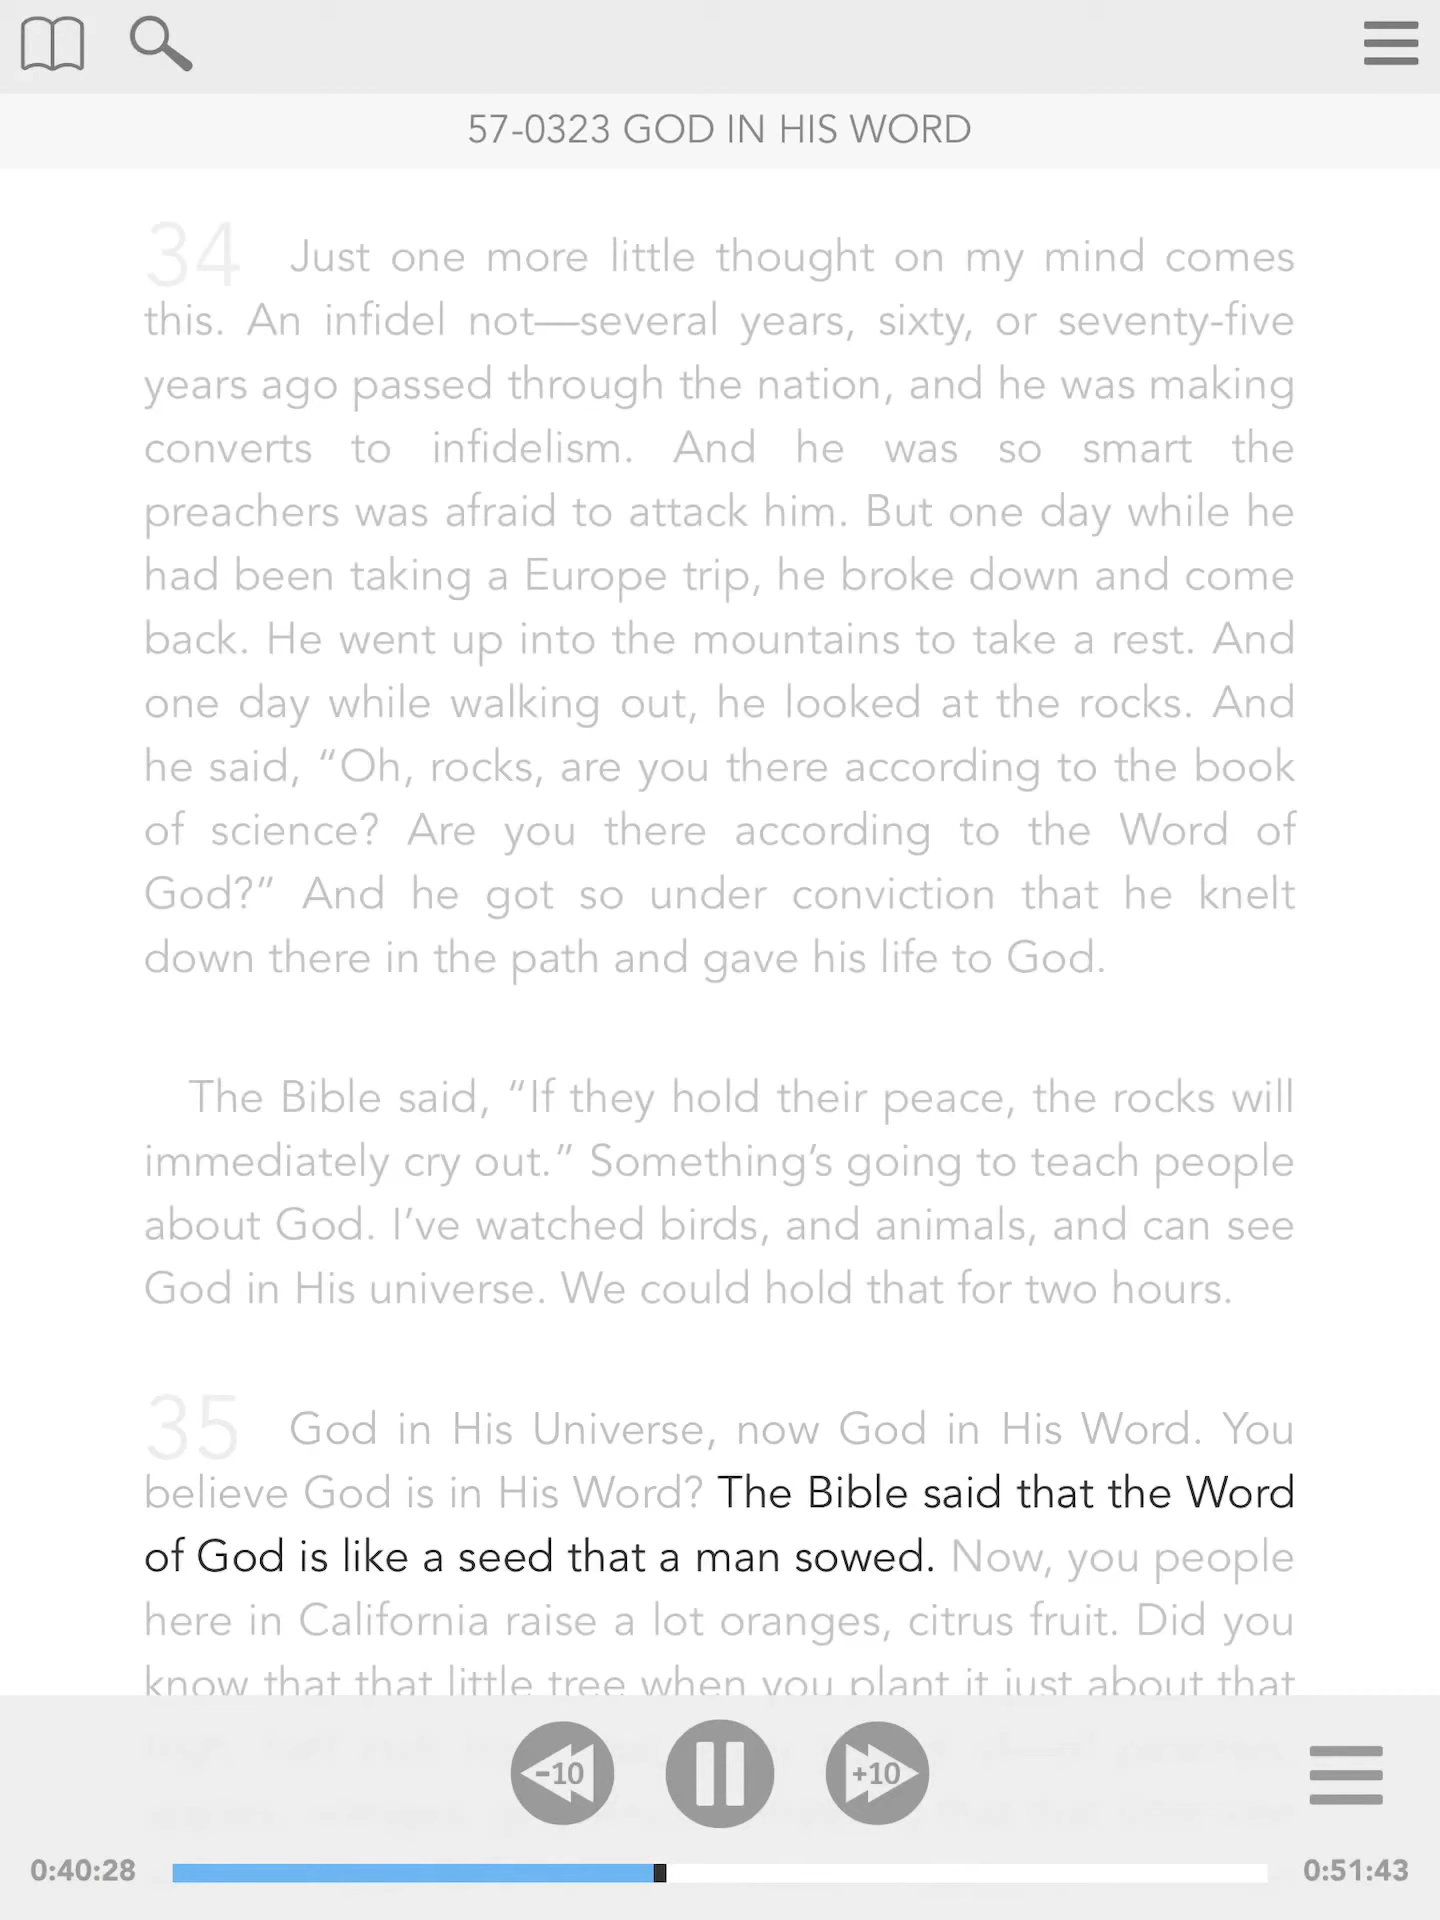 57-0323 GOD IN HIS WORD
34 Just one more little thought on my mind comes
this. An infidel not—several years, sixty, or seventy-five
years ago passed through the nation, and he was making
converts to infidelism. And he was so smart the
preachers was afraid to attack him. But one day while he
had been taking a Europe trip, he broke down and come
back. He went up into the mountains to take a rest. And
one day while walking out, he looked at the rocks. And
he said, “Oh, rocks, are you there according to the book
of science? Are you there according to the Word of
God?” And he got so under conviction that he knelt
down there in the path and gave his life to God.
The Bible said, “If they hold their peace, the rocks will
immediately cry out.” Something’s going to teach people
about God. I’ve watched birds, and animals, and can see
God in His universe. We could hold that for two hours.
35 God in His Universe, now God in His Word. You
believe God is in His Word? The Bible said that the Word
of God is like a seed that a man sowed. Now, you people
here in California raise a lot oranges, citrus fruit. Did you
know that that little tree when you plant it just about that
-10 +10
0:40:28 0:51:43